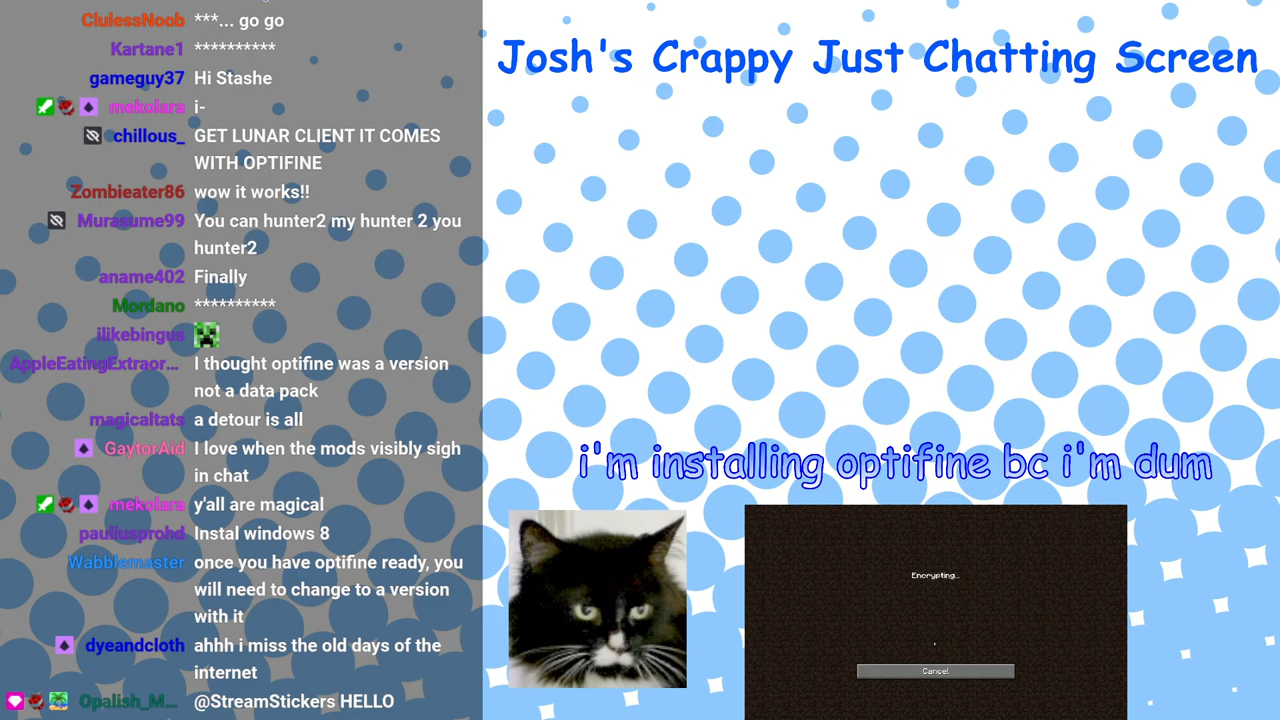 ClulessNoob ***... go go
Kartane1 **********
gameguy37 Hi Stashe
mekolara i-
chillous_ GET LUNAR CLIENT IT COMES
WITH OPTIFINE
Zombieater86 wow it works!!
Murasume99 You can hunter2 my hunter 2 you
hunter2
aname402 Finally
Mordano **********
ilikebingus
AppleEatingExtraor... I thought optifine was a version
not a data pack
magicaltats a detour is all
GaytorAid I love when the mods visibly sigh
in chat
mekolara y'all are magical
pauliusprohd Instal windows 8
Wabblemaster once you have optifine ready, you
will need to change to a version
with it
dyeandcloth ahhh i miss the old days of the
internet
Opalish_M... @StreamStickers HELLO
Josh's Crappy Just Chatting Screen
i'm installing optifine bc i'm dum
Encrypting...
Cancel